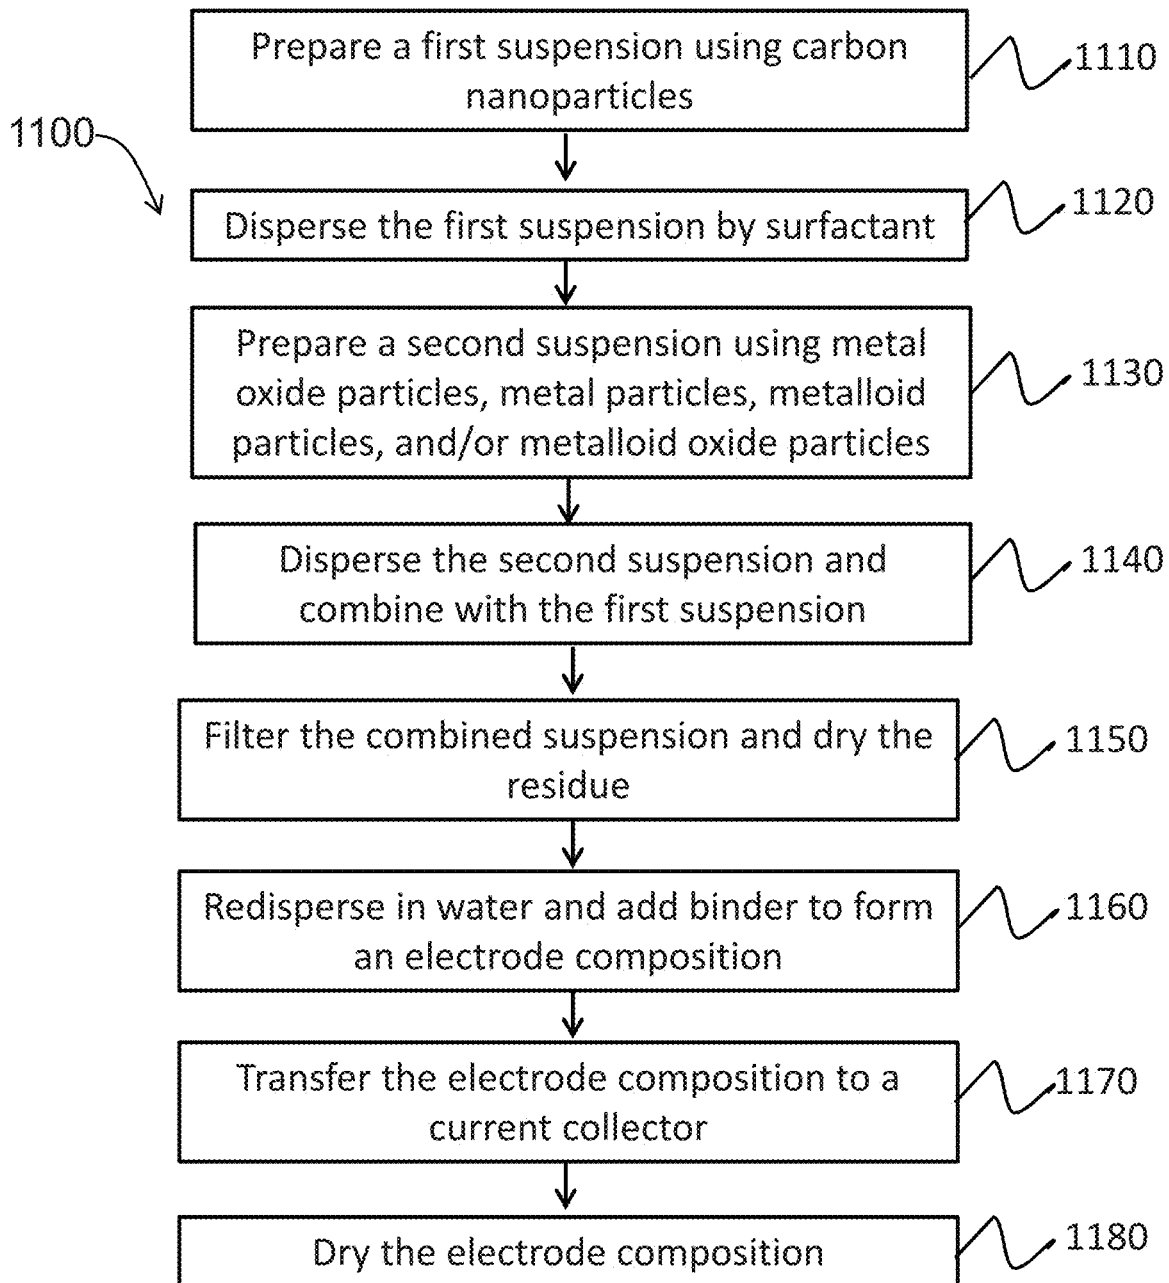 Prepare a first suspension using carbon
nanoparticles
1110
1100
Disperse the first suspension by surfactant
1120
Prepare a second suspension using metal
oxide particles, metal particles, metalloid
particles, and/or metalloid oxide particles
1130
Disperse the second suspension and
combine with the first suspension
1140
Filter the combined suspension and dry the
residue
1150
Redisperse in water and add binder to form
an electrode composition
1160
Transfer the electrode composition to a
current collector
1170
Dry the electrode composition
1180